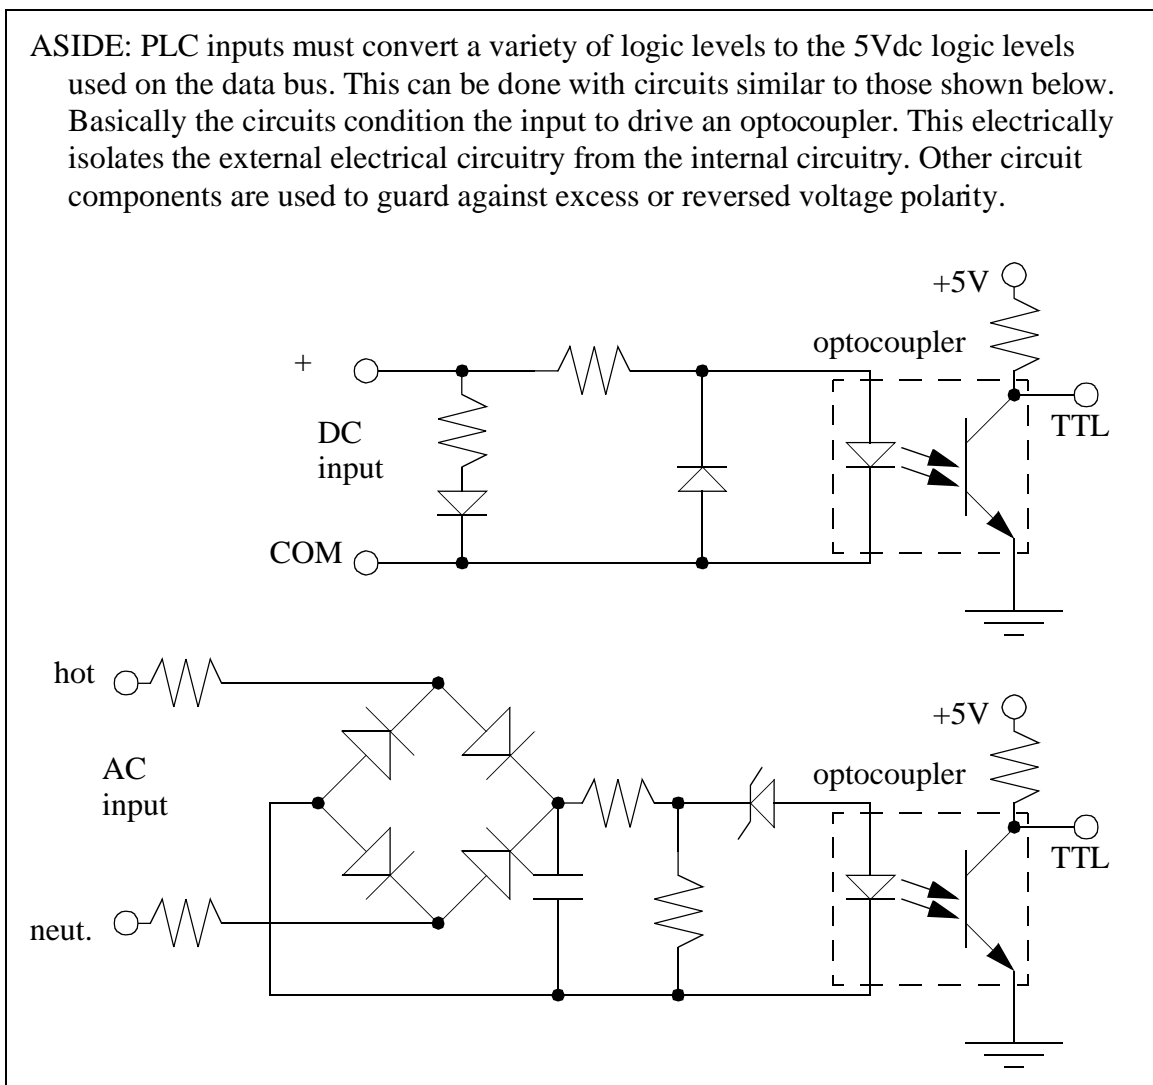 ASIDE: PLC inputs must convert a variety of logic levels to the 5Vdc logic levels
used on the data bus. This can be done with circuits similar to those shown below.
Basically the circuits condition the input to drive an optocoupler. This electrically
isolates the external electrical circuitry from the internal circuitry. Other circuit
components are used to guard against excess or reversed voltage polarity.
+5V
optocoupler
+
TTL
DC
input
COM
hot
+5V
AC
input
optocoupler
TTL
neut.